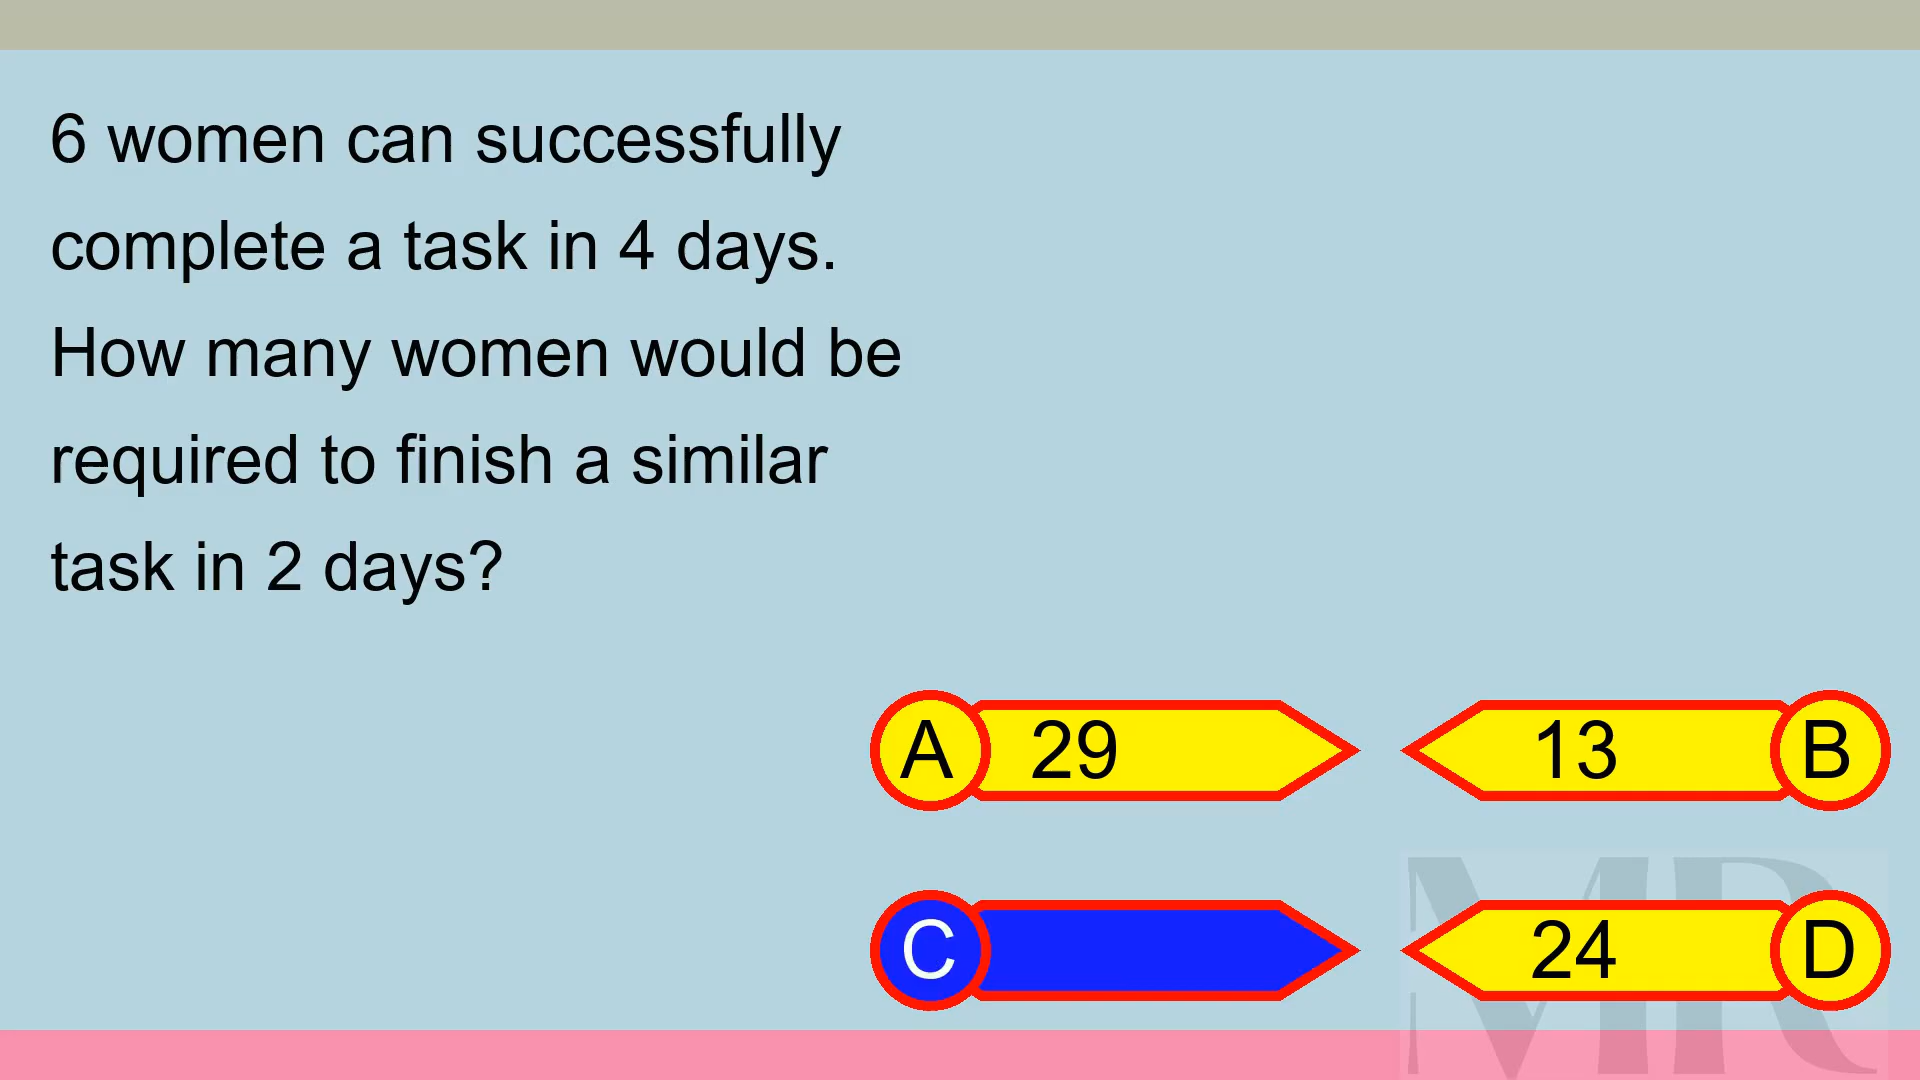 6 women can successfully
complete a task in 4 days.
How many women would be
required to finish a similar
task in 2 days?
A 29
13 B
C
24 D
MR